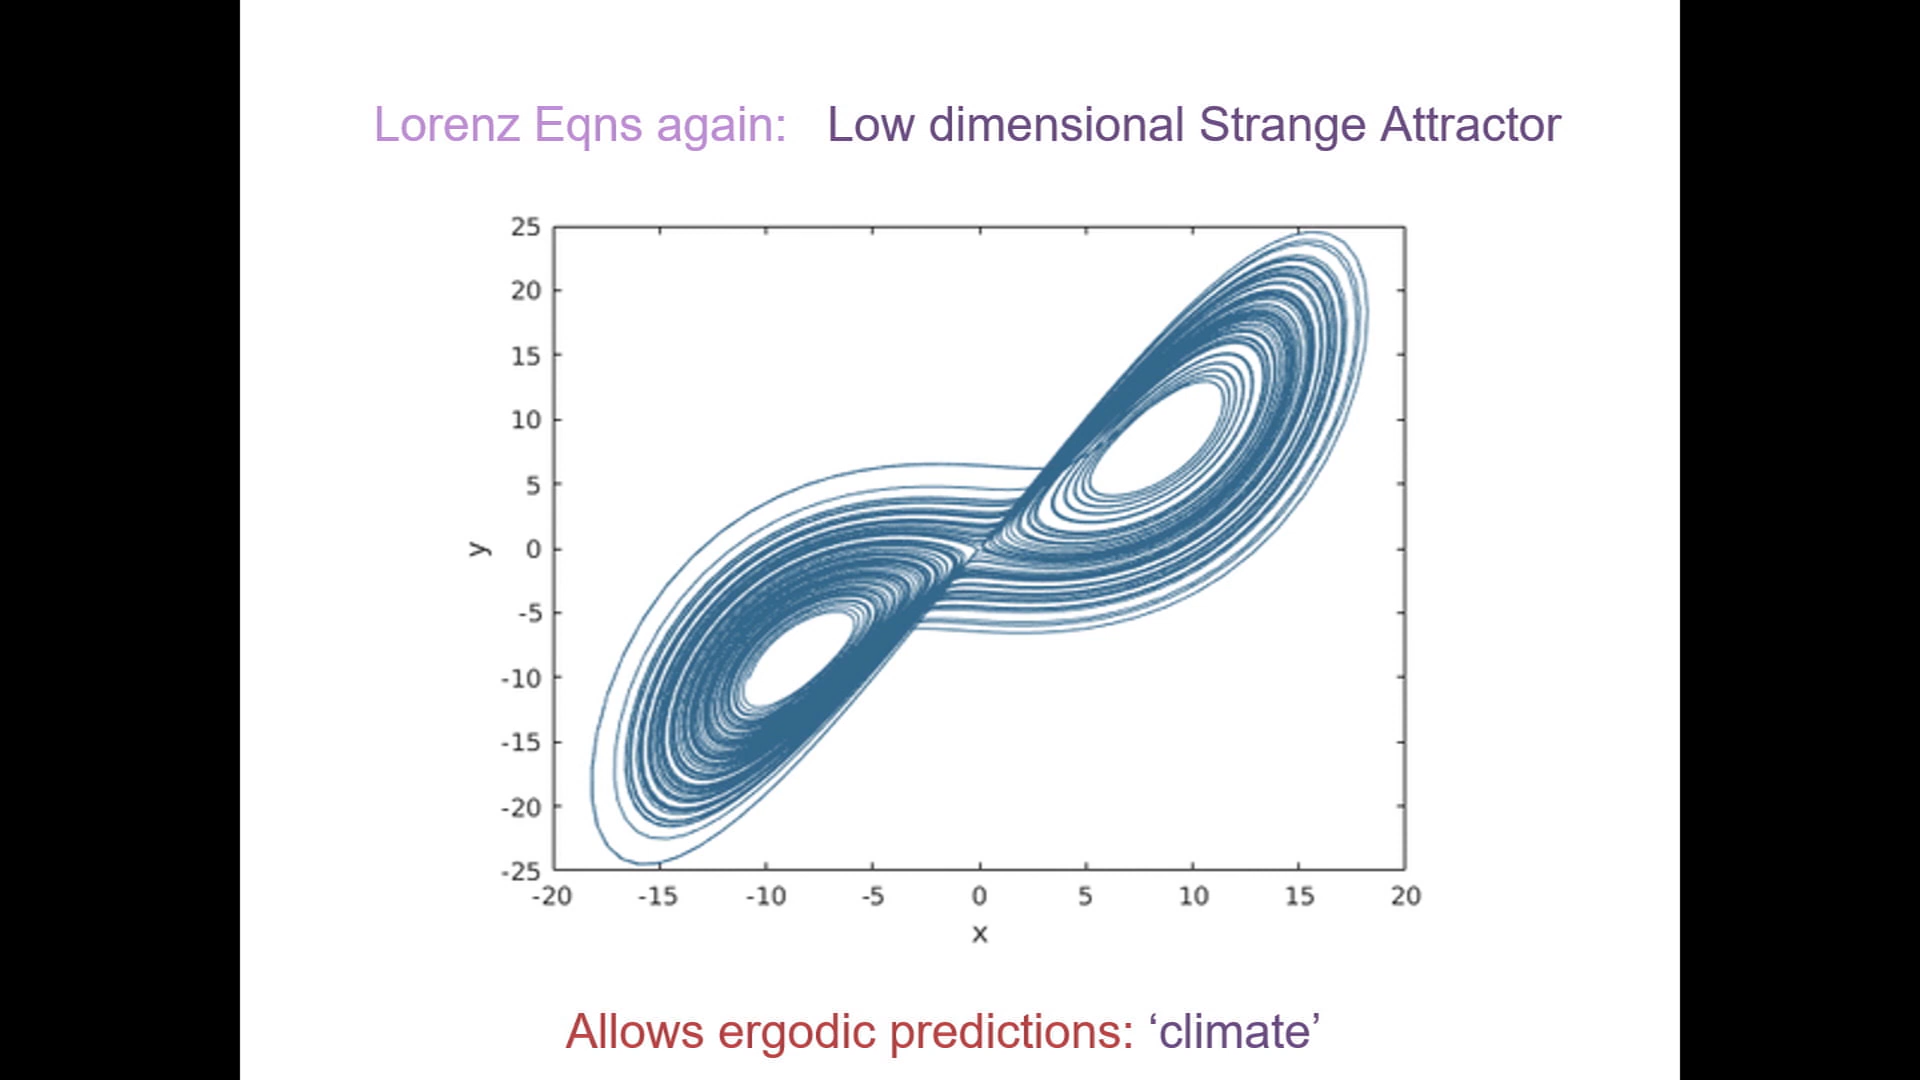 Lorenz Eqns again: Low dimensional Strange Attractor
25
20
15
10
5
0
-5
-10
-15
-20
-25
y
-20 -15 -10 -5 0 5 10 15 20
x
Allows ergodic predictions: ‘climate’